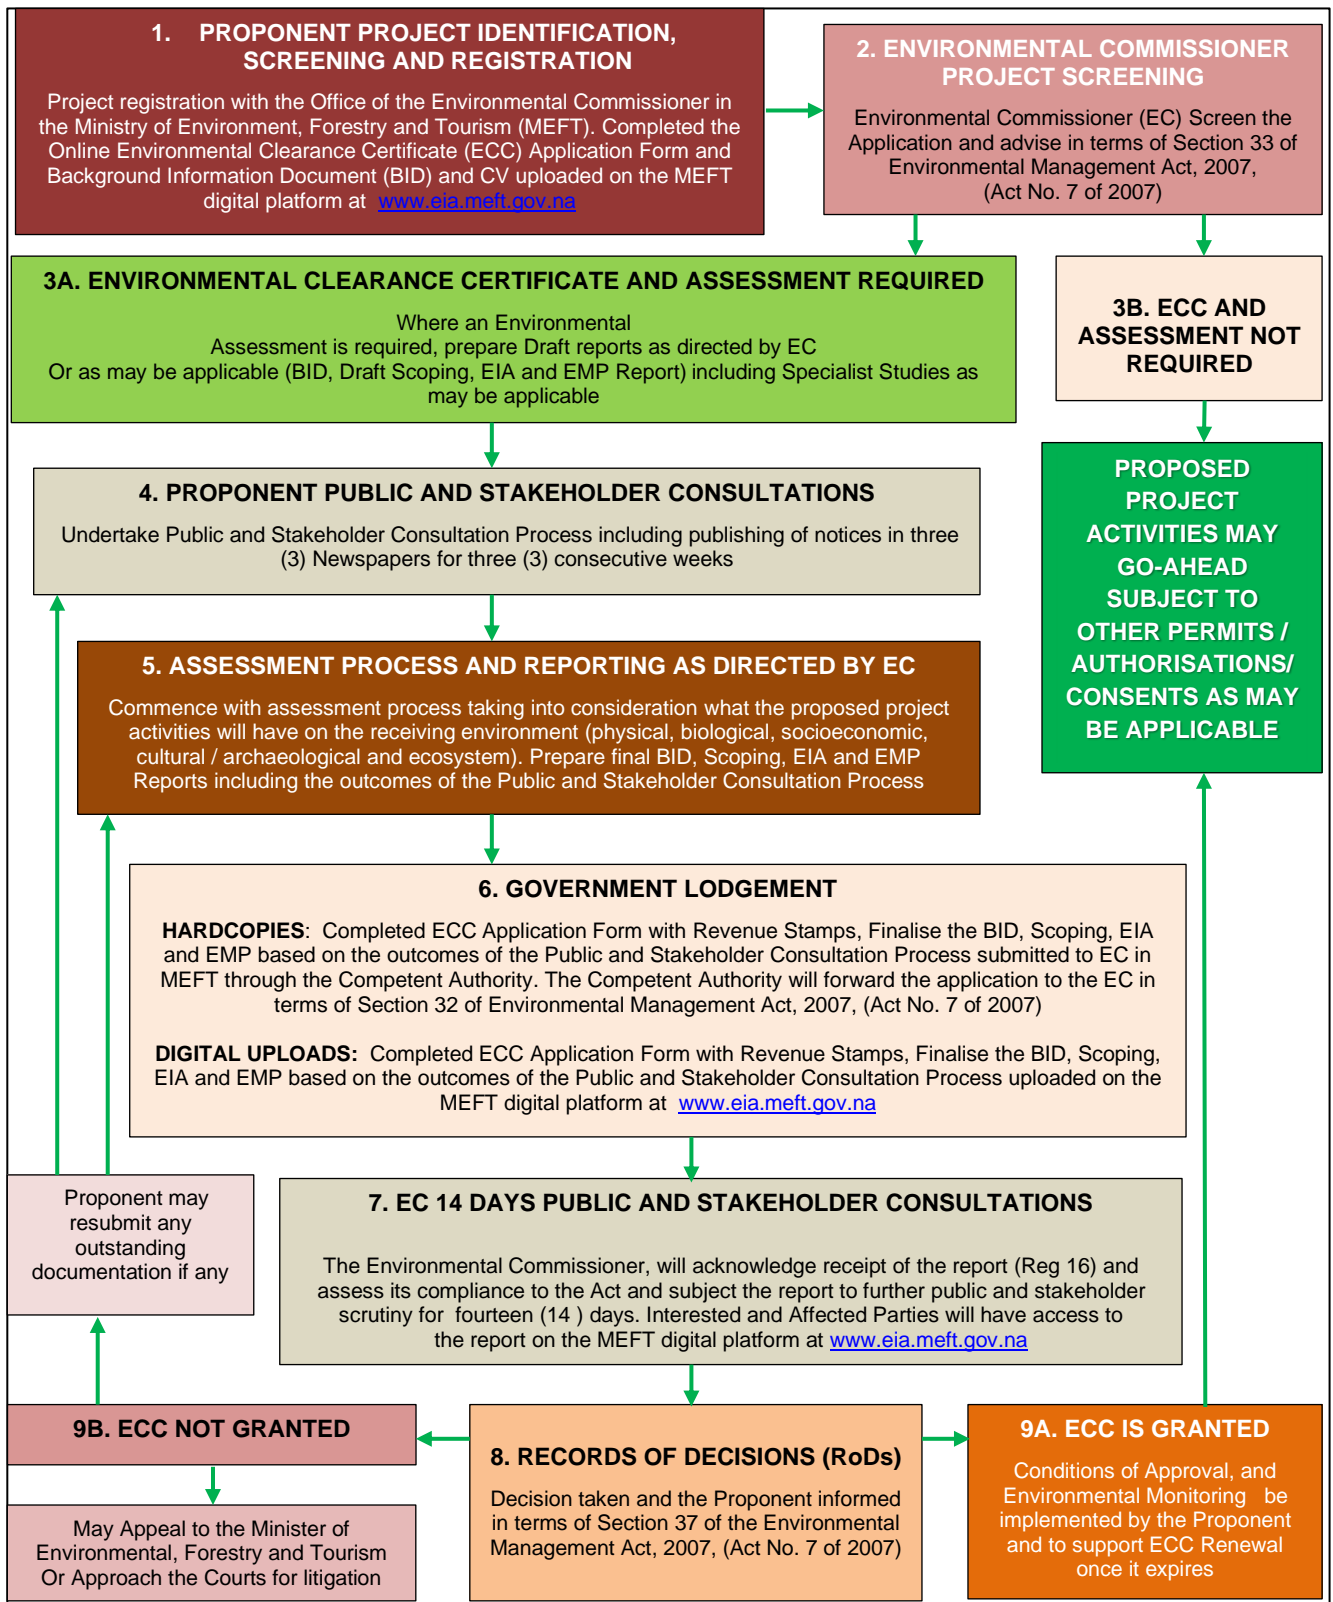 1. PROPONENT PROJECT IDENTIFICATION,
SCREENING AND REGISTRATION
Project registration with the Office of the Environmental Commissioner in
the Ministry of Environment, Forestry and Tourism (MEFT). Completed the
Online Environmental Clearance Certificate (ECC) Application Form and
Background Information Document (BID) and CV uploaded on the MEFT
digital platform at www.eia.meft.gov.na
2. ENVIRONMENTAL COMMISSIONER
PROJECT SCREENING
Environmental Commissioner (EC) Screen the
Application and advise in terms of Section 33 of
Environmental Management Act, 2007,
(Act No. 7 of 2007)
3A. ENVIRONMENTAL CLEARANCE CERTIFICATE AND ASSESSMENT REQUIRED
Where an Environmental
Assessment is required, prepare Draft reports as directed by EC
Or as may be applicable (BID, Draft Scoping, EIA and EMP Report) including Specialist Studies as
may be applicable
3B. ECC AND
ASSESSMENT NOT
REQUIRED
4. PROPONENT PUBLIC AND STAKEHOLDER CONSULTATIONS
Undertake Public and Stakeholder Consultation Process including publishing of notices in three
(3) Newspapers for three (3) consecutive weeks
PROPOSED
PROJECT
ACTIVITIES MAY
GO-AHEAD
SUBJECT TO
OTHER PERMITS /
AUTHORISATIONS/
CONSENTS AS MAY
BE APPLICABLE
5. ASSESSMENT PROCESS AND REPORTING AS DIRECTED BY EC
Commence with assessment process taking into consideration what the proposed project
activities will have on the receiving environment (physical, biological, socioeconomic,
cultural / archaeological and ecosystem). Prepare final BID, Scoping, EIA and EMP
Reports including the outcomes of the Public and Stakeholder Consultation Process
6. GOVERNMENT LODGEMENT
HARDCOPIES: Completed ECC Application Form with Revenue Stamps, Finalise the BID, Scoping, EIA
and EMP based on the outcomes of the Public and Stakeholder Consultation Process submitted to EC in
MEFT through the Competent Authority. The Competent Authority will forward the application to the EC in
terms of Section 32 of Environmental Management Act, 2007, (Act No. 7 of 2007)
DIGITAL UPLOADS: Completed ECC Application Form with Revenue Stamps, Finalise the BID, Scoping,
EIA and EMP based on the outcomes of the Public and Stakeholder Consultation Process uploaded on the
MEFT digital platform at www.eia.meft.gov.na
Proponent may
resubmit any
outstanding
documentation if any
7. EC 14 DAYS PUBLIC AND STAKEHOLDER CONSULTATIONS
The Environmental Commissioner, will acknowledge receipt of the report (Reg 16) and
assess its compliance to the Act and subject the report to further public and stakeholder
scrutiny for fourteen (14 ) days. Interested and Affected Parties will have access to
the report on the MEFT digital platform at www.eia.meft.gov.na
9B. ECC NOT GRANTED
May Appeal to the Minister of
Environmental, Forestry and Tourism
Or Approach the Courts for litigation
8. RECORDS OF DECISIONS (RoDs)
Decision taken and the Proponent informed
in terms of Section 37 of the Environmental
Management Act, 2007, (Act No. 7 of 2007)
9A. ECC IS GRANTED
Conditions of Approval, and
Environmental Monitoring be
implemented by the Proponent
and to support ECC Renewal
once it expires